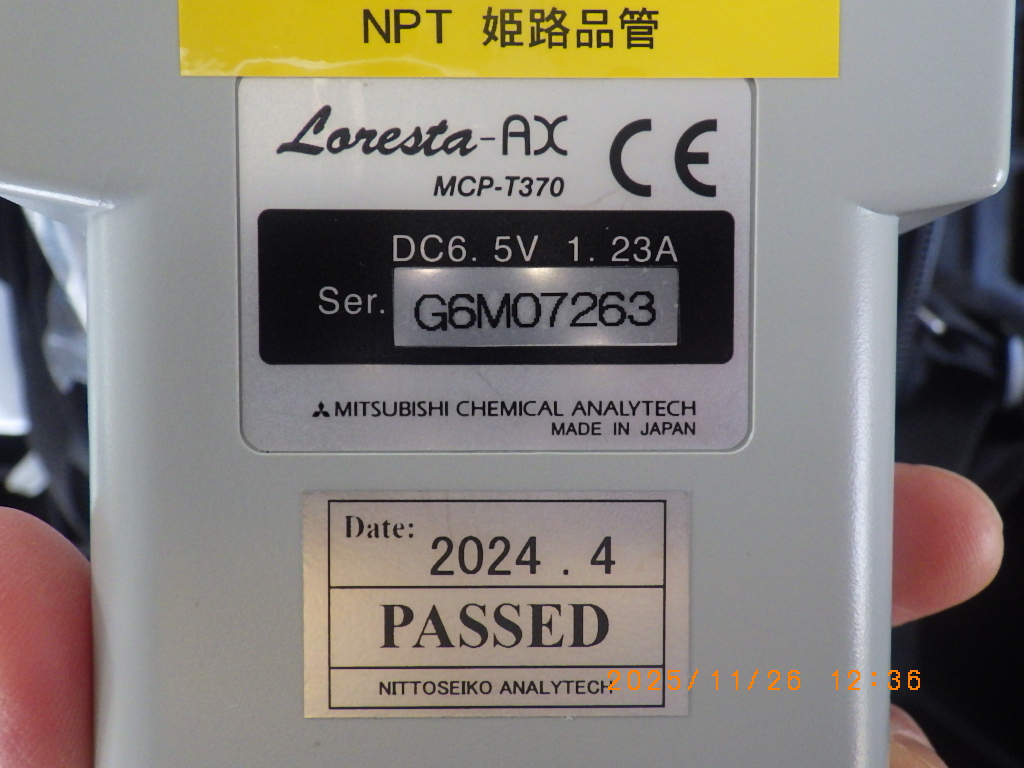 NPT 姫路品管
Loresta-AX CE
MCP-T370
DC6. 5V 1. 23A
Ser. G6M07263
MITSUBISHI CHEMICAL ANALYTECH
MADE IN JAPAN
Date: 2024 . 4
PASSED
NITTOSEIKO ANALYTECH
2025/11/26 12:36